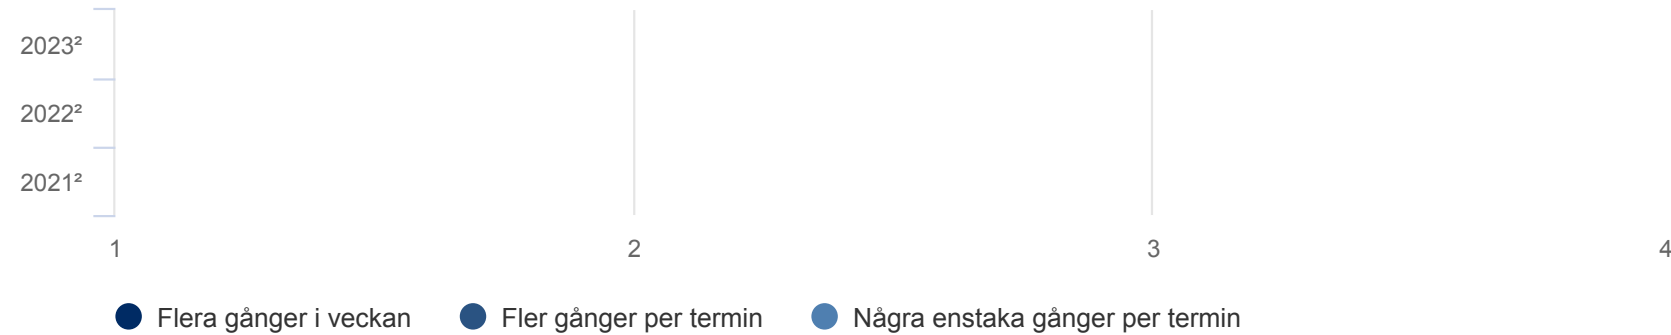 2023²
2022²
2021²
1 2 3 4
Flera gånger i veckan Fler gånger per termin Några enstaka gånger per termin